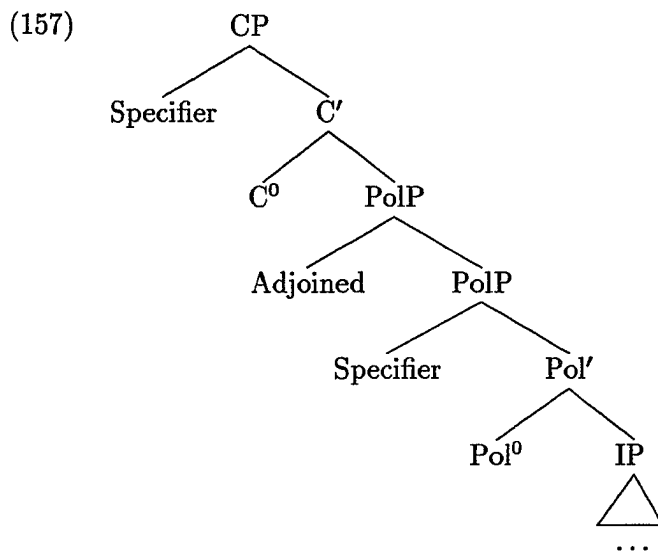 (157) CP
Specifier C′
C⁰ PolP
Adjoined PolP
Specifier Pol′
Pol⁰ IP
...